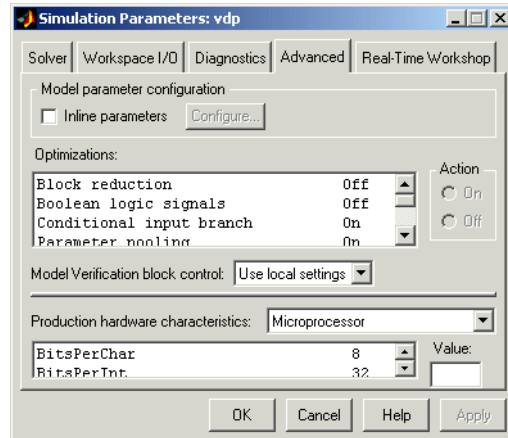 Simulation Parameters: vdp
Solver Workspace I/O Diagnostics Advanced Real-Time Workshop
Model parameter configuration
Inline parameters Configure...
Optimizations:
Action
Block reduction Off
On
Boolean logic signals Off
Conditional input branch On
Off
Parameter pooling On
Model Verification block control: Use local settings
Production hardware characteristics: Microprocessor
Value:
BitsPerChar 8
BitsPerInt 32
OK Cancel Help Apply